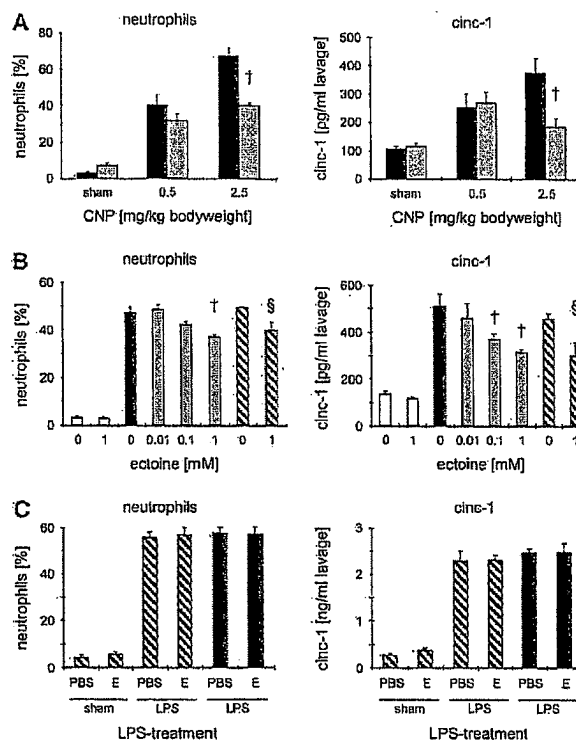 A
neutrophils
neutrophils [%]
80
60
40
20
0
†
sham 0.5 2.5
CNP [mg/kg bodyweight]
cinc-1
cinc-1 [pg/ml lavage]
500
400
300
200
100
0
†
sham 0.5 2.5
CNP [mg/kg bodyweight]
B
neutrophils
neutrophils [%]
60
40
20
0
† §
0 1 0 0.01 0.1 1 0 1
ectoine [mM]
cinc-1
cinc-1 [pg/ml lavage]
600
400
200
0
† † §
0 1 0 0.01 0.1 1 0 1
ectoine [mM]
C
neutrophils
neutrophils [%]
60
40
20
0
PBS E PBS E PBS E
sham LPS LPS
LPS-treatment
cinc-1
cinc-1 [ng/ml lavage]
3
2
1
0
PBS E PBS E PBS E
sham LPS LPS
LPS-treatment